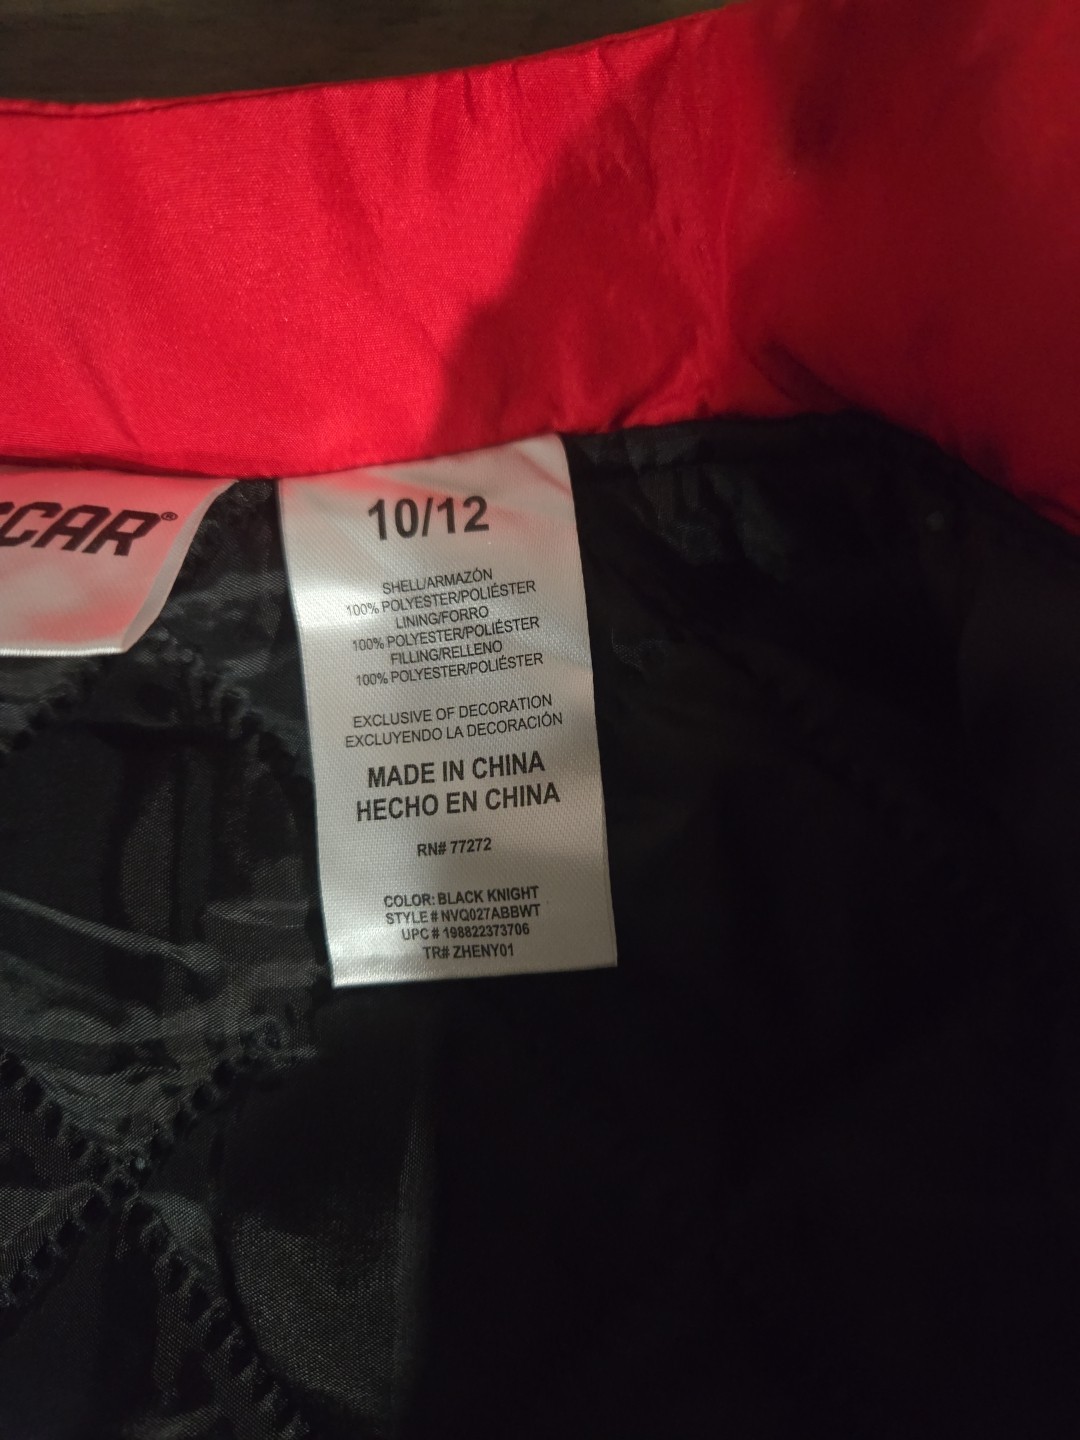 CAR®
10/12
SHELL/ARMAZÓN
100% POLYESTER/POLIÉSTER
LINING/FORRO
100% POLYESTER/POLIÉSTER
FILLING/RELLENO
100% POLYESTER/POLIÉSTER
EXCLUSIVE OF DECORATION
EXCLUYENDO LA DECORACIÓN
MADE IN CHINA
HECHO EN CHINA
RN# 77272
COLOR: BLACK KNIGHT
STYLE # NVQ027ABBWT
UPC # 198822373706
TR# ZHENY01